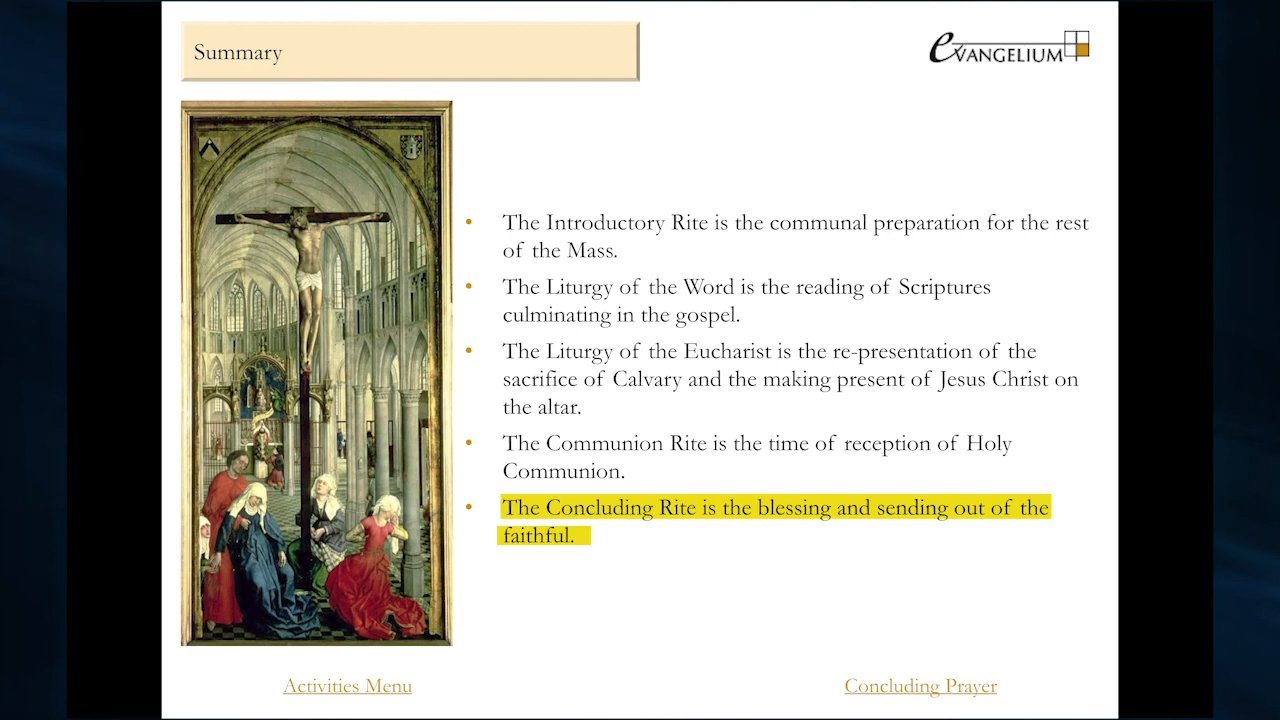 Summary
EVANGELIUM
• The Introductory Rite is the communal preparation for the rest
of the Mass.
• The Liturgy of the Word is the reading of Scriptures
culminating in the gospel.
• The Liturgy of the Eucharist is the re-presentation of the
sacrifice of Calvary and the making present of Jesus Christ on
the altar.
• The Communion Rite is the time of reception of Holy
Communion.
• The Concluding Rite is the blessing and sending out of the
faithful.
Activities Menu
Concluding Prayer